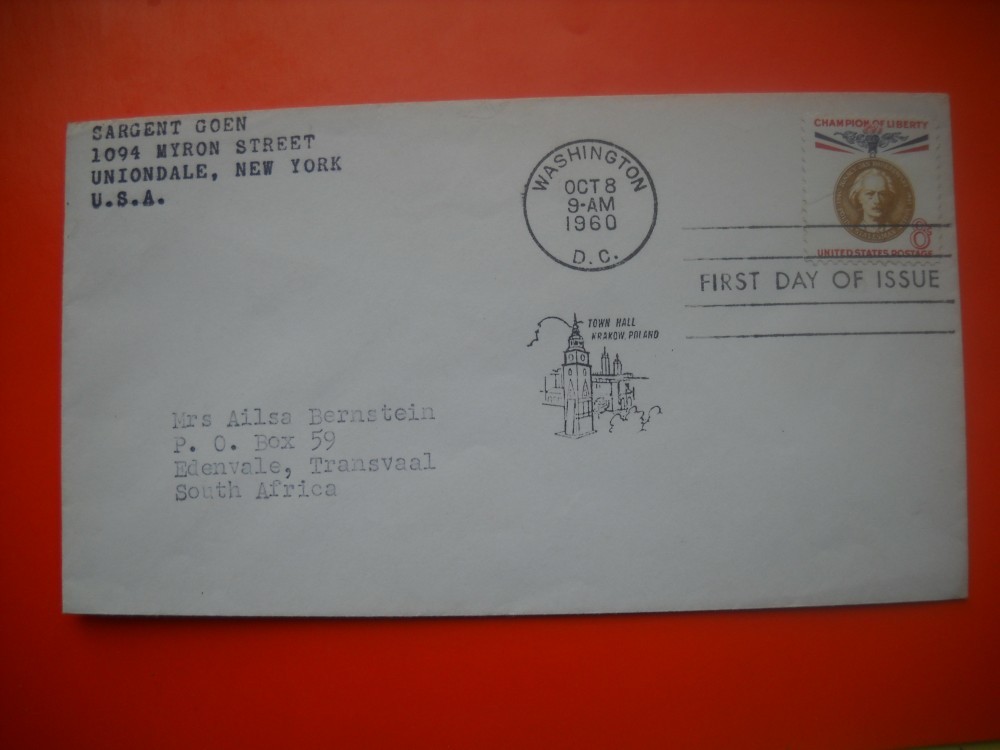 SARGENT GOEN
1094 MYRON STREET
UNIONDALE, NEW YORK
U.S.A.
WASHINGTON
OCT 8
9-AM
1960
D.C.
CHAMPION OF LIBERTY
8¢
UNITED STATES POSTAGE
FIRST DAY OF ISSUE
TOWN HALL
KRAKOW, POLAND
Mrs Ailsa Bernstein
P. O. Box 59
Edenvale, Transvaal
South Africa